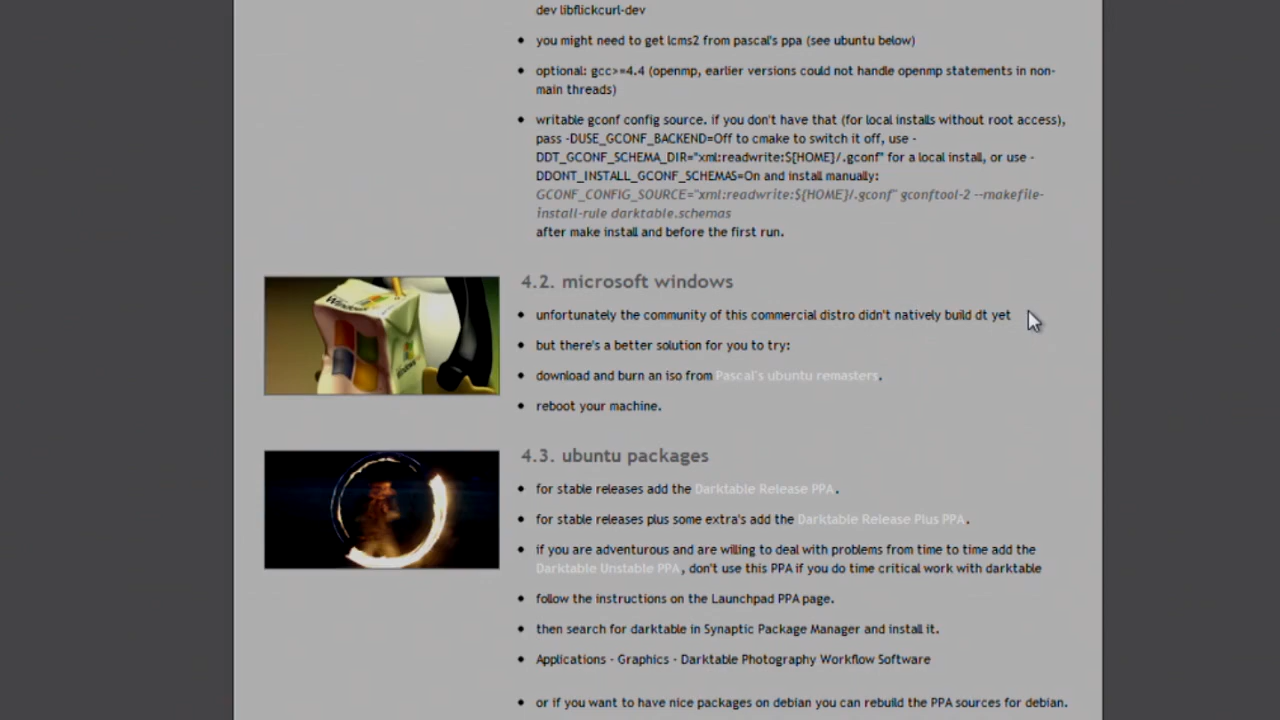 dev libflickcurl-dev
you might need to get lcms2 from pascal's ppa (see ubuntu below)
optional: gcc>=4.4 (openmp, earlier versions could not handle openmp statements in non-
main threads)
writable gconf config source. if you don't have that (for local installs without root access),
pass -DUSE_GCONF_BACKEND=Off to cmake to switch it off, use -
DDT_GCONF_SCHEMA_DIR="xml:readwrite:${HOME}/.gconf" for a local install, or use -
DDONT_INSTALL_GCONF_SCHEMAS=On and install manually:
GCONF_CONFIG_SOURCE="xml:readwrite:${HOME}/.gconf" gconftool-2 --makefile-
install-rule darktable.schemas
after make install and before the first run.
Windows
4.2. microsoft windows
unfortunately the community of this commercial distro didn't natively build dt yet
but there's a better solution for you to try:
download and burn an iso from Pascal's ubuntu remasters.
reboot your machine.
4.3. ubuntu packages
for stable releases add the Darktable Release PPA.
for stable releases plus some extra's add the Darktable Release Plus PPA.
if you are adventurous and are willing to deal with problems from time to time add the
Darktable Unstable PPA, don't use this PPA if you do time critical work with darktable
follow the instructions on the Launchpad PPA page.
then search for darktable in Synaptic Package Manager and install it.
Applications - Graphics - Darktable Photography Workflow Software
or if you want to have nice packages on debian you can rebuild the PPA sources for debian.